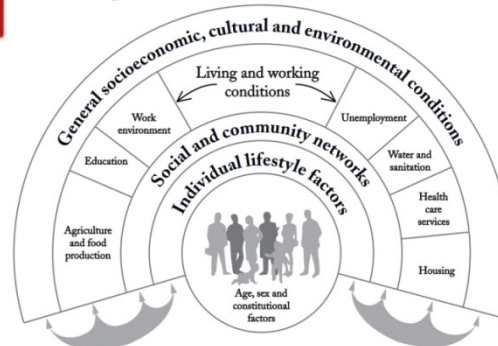 General socioeconomic, cultural and environmental conditions
Living and working
conditions
Work
environment
Unemployment
Education
Water and
sanitation
Social and community networks
Individual lifestyle factors
Agriculture
and food
production
Health
care
services
Housing
Age, sex and
constitutional
factors